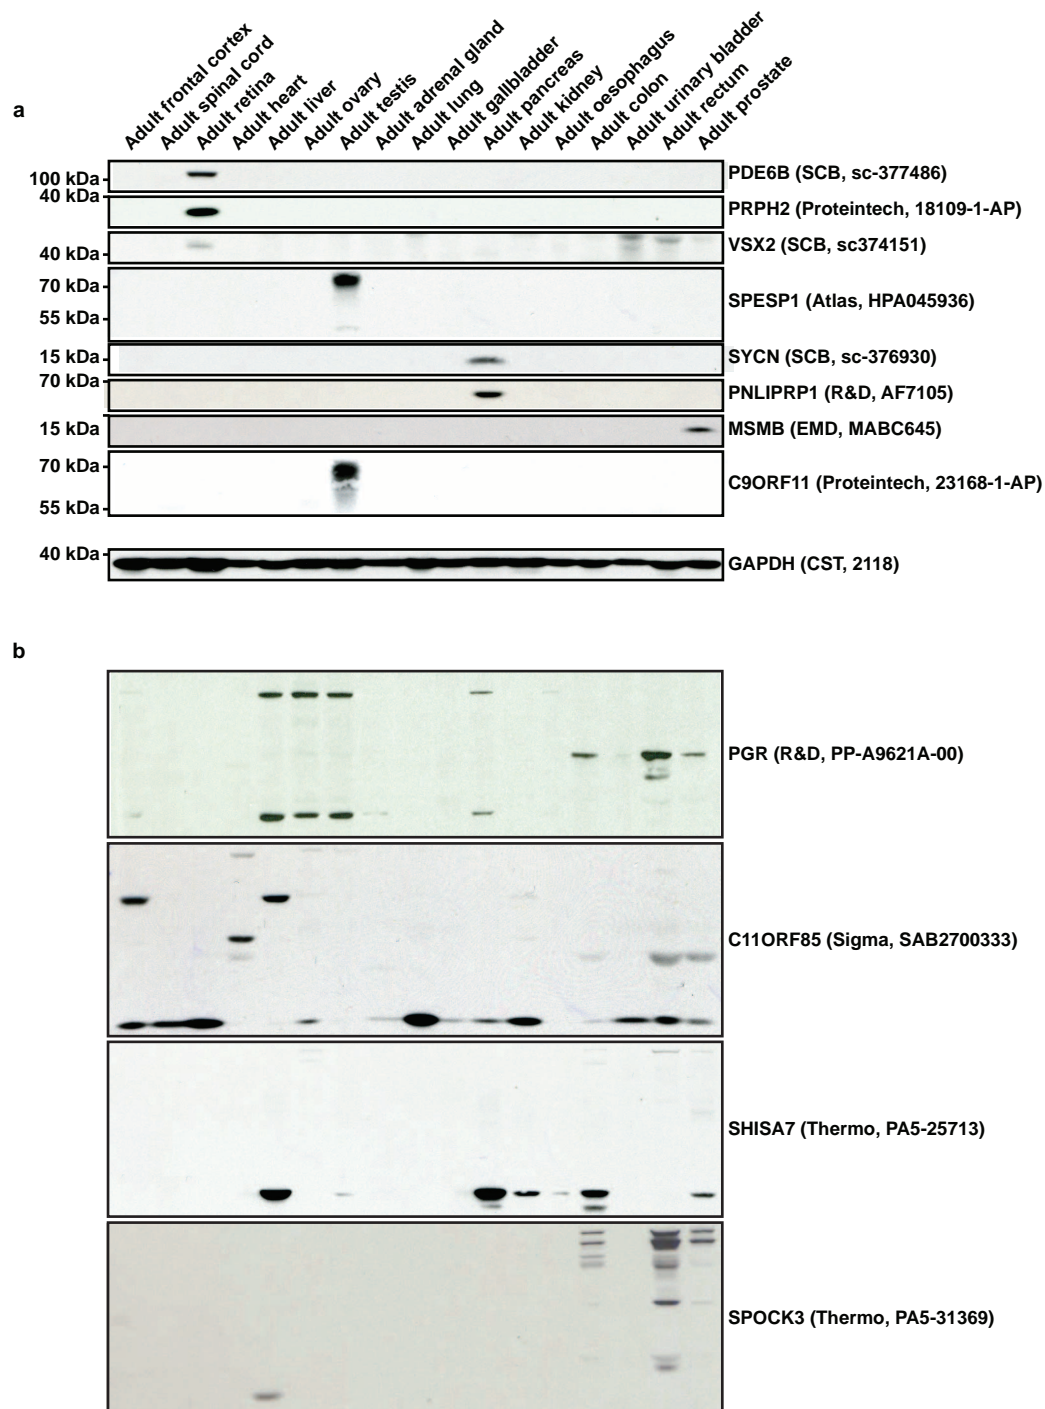 a
Adult frontal cortex
Adult spinal cord
Adult retina
Adult heart
Adult liver
Adult ovary
Adult testis
Adult adrenal gland
Adult lung
Adult gallbladder
Adult pancreas
Adult kidney
Adult oesophagus
Adult colon
Adult urinary bladder
Adult rectum
Adult prostate
100 kDa
PDE6B (SCB, sc-377486)
40 kDa
PRPH2 (Proteintech, 18109-1-AP)
VSX2 (SCB, sc374151)
40 kDa
70 kDa
SPESP1 (Atlas, HPA045936)
55 kDa
15 kDa
SYCN (SCB, sc-376930)
70 kDa
PNLIPRP1 (R&D, AF7105)
15 kDa
MSMB (EMD, MABC645)
70 kDa
C9ORF11 (Proteintech, 23168-1-AP)
55 kDa
40 kDa
GAPDH (CST, 2118)
b
PGR (R&D, PP-A9621A-00)
C11ORF85 (Sigma, SAB2700333)
SHISA7 (Thermo, PA5-25713)
SPOCK3 (Thermo, PA5-31369)